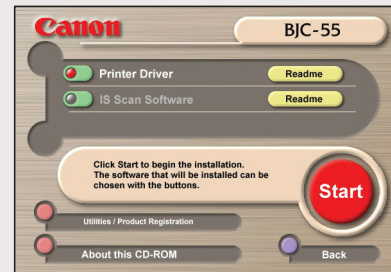 Canon
BJC-55
Printer Driver
Readme
IS Scan Software
Readme
Click Start to begin the installation.
The software that will be installed can be
chosen with the buttons.
Start
Utilities / Product Registration
About this CD-ROM
Back